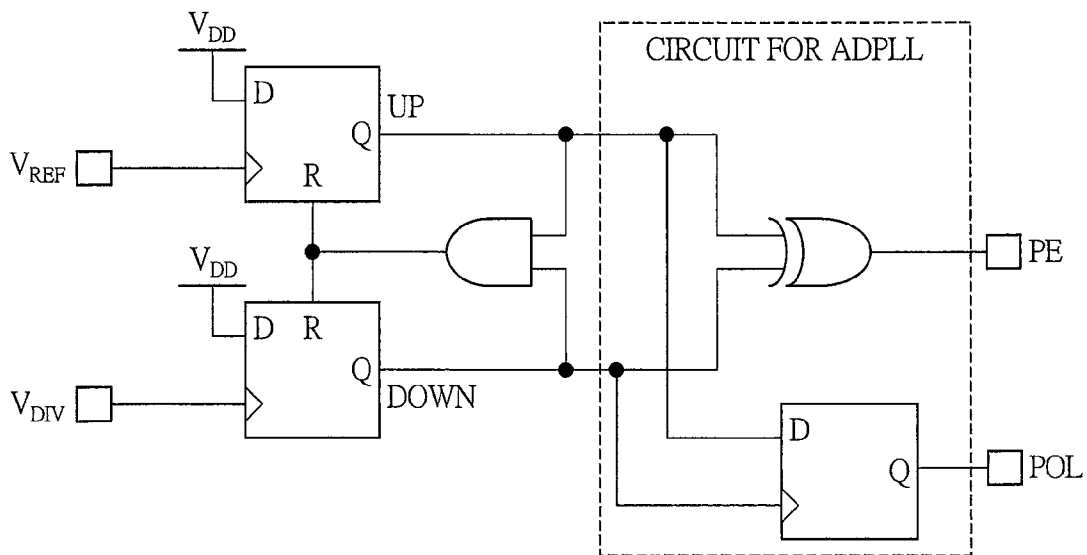 V_DD
CIRCUIT FOR ADPLL
D
UP
Q
V_REF
R
V_DD
PE
D
R
Q
V_DIV
DOWN
D
Q
POL